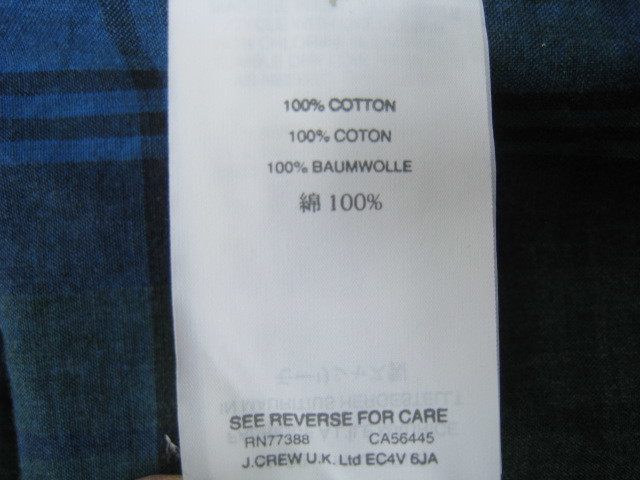 100% COTTON
100% COTON
100% BAUMWOLLE
綿 100%
SEE REVERSE FOR CARE
RN77388 CA56445
J.CREW U.K. Ltd EC4V 6JA